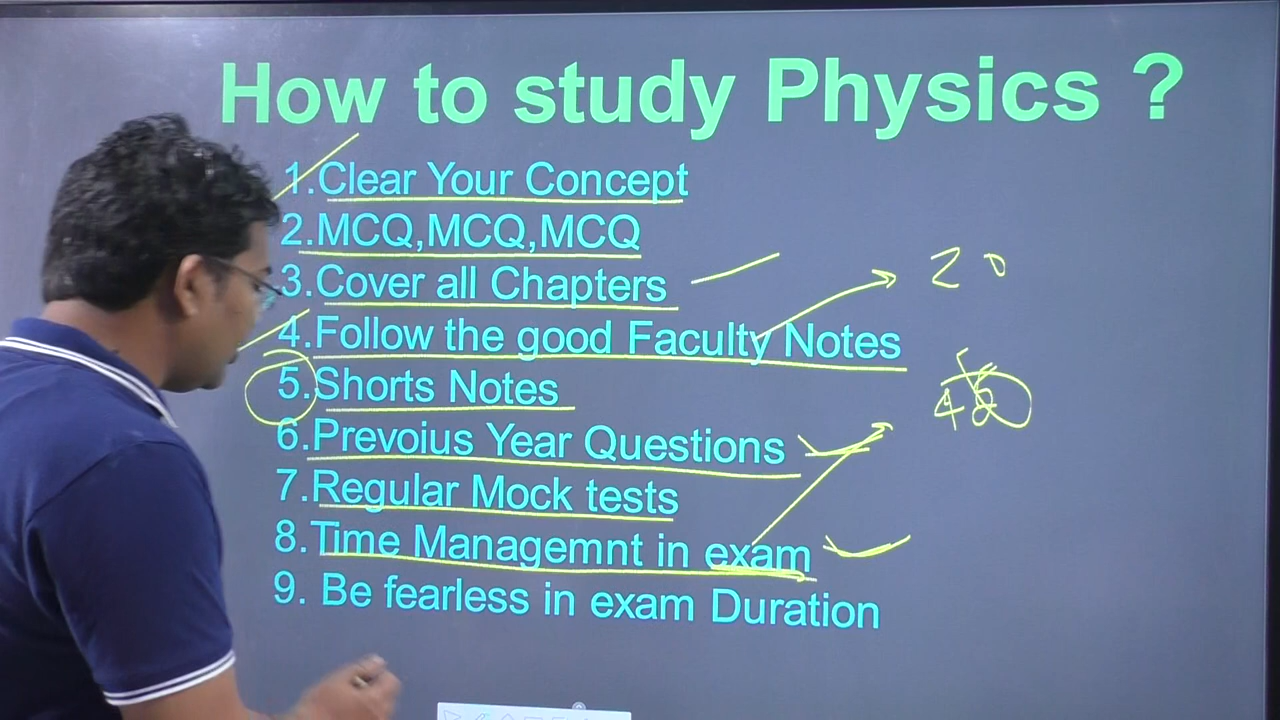 How to study Physics ?
1.Clear Your Concept
2.MCQ,MCQ,MCQ
3.Cover all Chapters
20
4.Follow the good Faculty Notes
5.Shorts Notes
6.Prevoius Year Questions
7.Regular Mock tests
8.Time Managemnt in exam
9. Be fearless in exam Duration